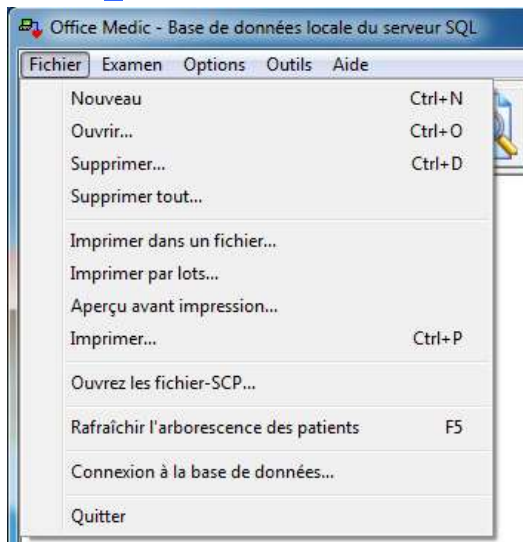 Office Medic - Base de données locale du serveur SQL
Fichier Examen Options Outils Aide
Nouveau Ctrl+N
Ouvrir... Ctrl+O
Supprimer... Ctrl+D
Supprimer tout...
Imprimer dans un fichier...
Imprimer par lots...
Aperçu avant impression...
Imprimer... Ctrl+P
Ouvrez les fichier-SCP...
Rafraîchir l'arborescence des patients F5
Connexion à la base de données...
Quitter